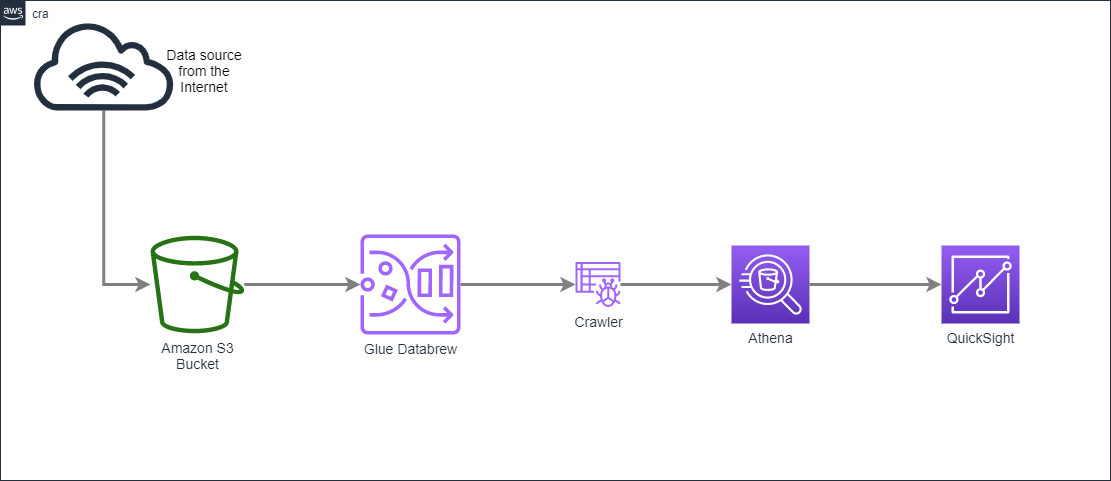 aws
cra
Data source
from the
Internet
Amazon S3
Bucket
Glue Databrew
Crawler
Athena
QuickSight